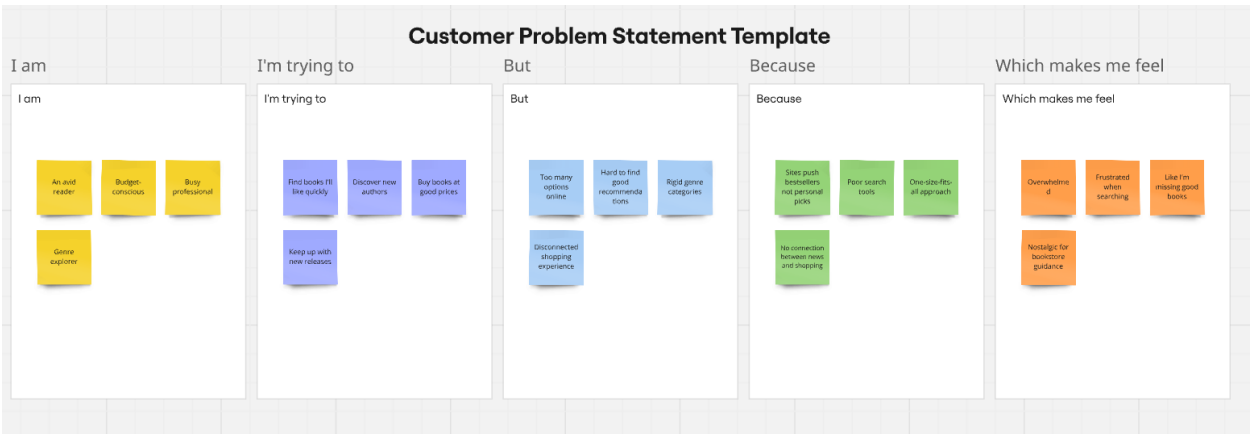 Customer Problem Statement Template
I am
I'm trying to
But
Because
Which makes me feel
I am
An avid
reader
Budget-
conscious
Busy
professional
Genre
explorer
I'm trying to
Find books I'll
like quickly
Discover new
authors
Buy books at
good prices
Keep up with
new releases
But
Too many
options
online
Hard to find
good
recommenda
tions
Rigid genre
categories
Disconnected
shopping
experience
Because
Sites push
bestsellers
not personal
picks
Poor search
tools
One-size-fits-
all approach
No connection
between news
and shopping
Which makes me feel
Overwhelme
d
Frustrated
when
searching
Like I'm
missing good
books
Nostalgic for
bookstore
guidance